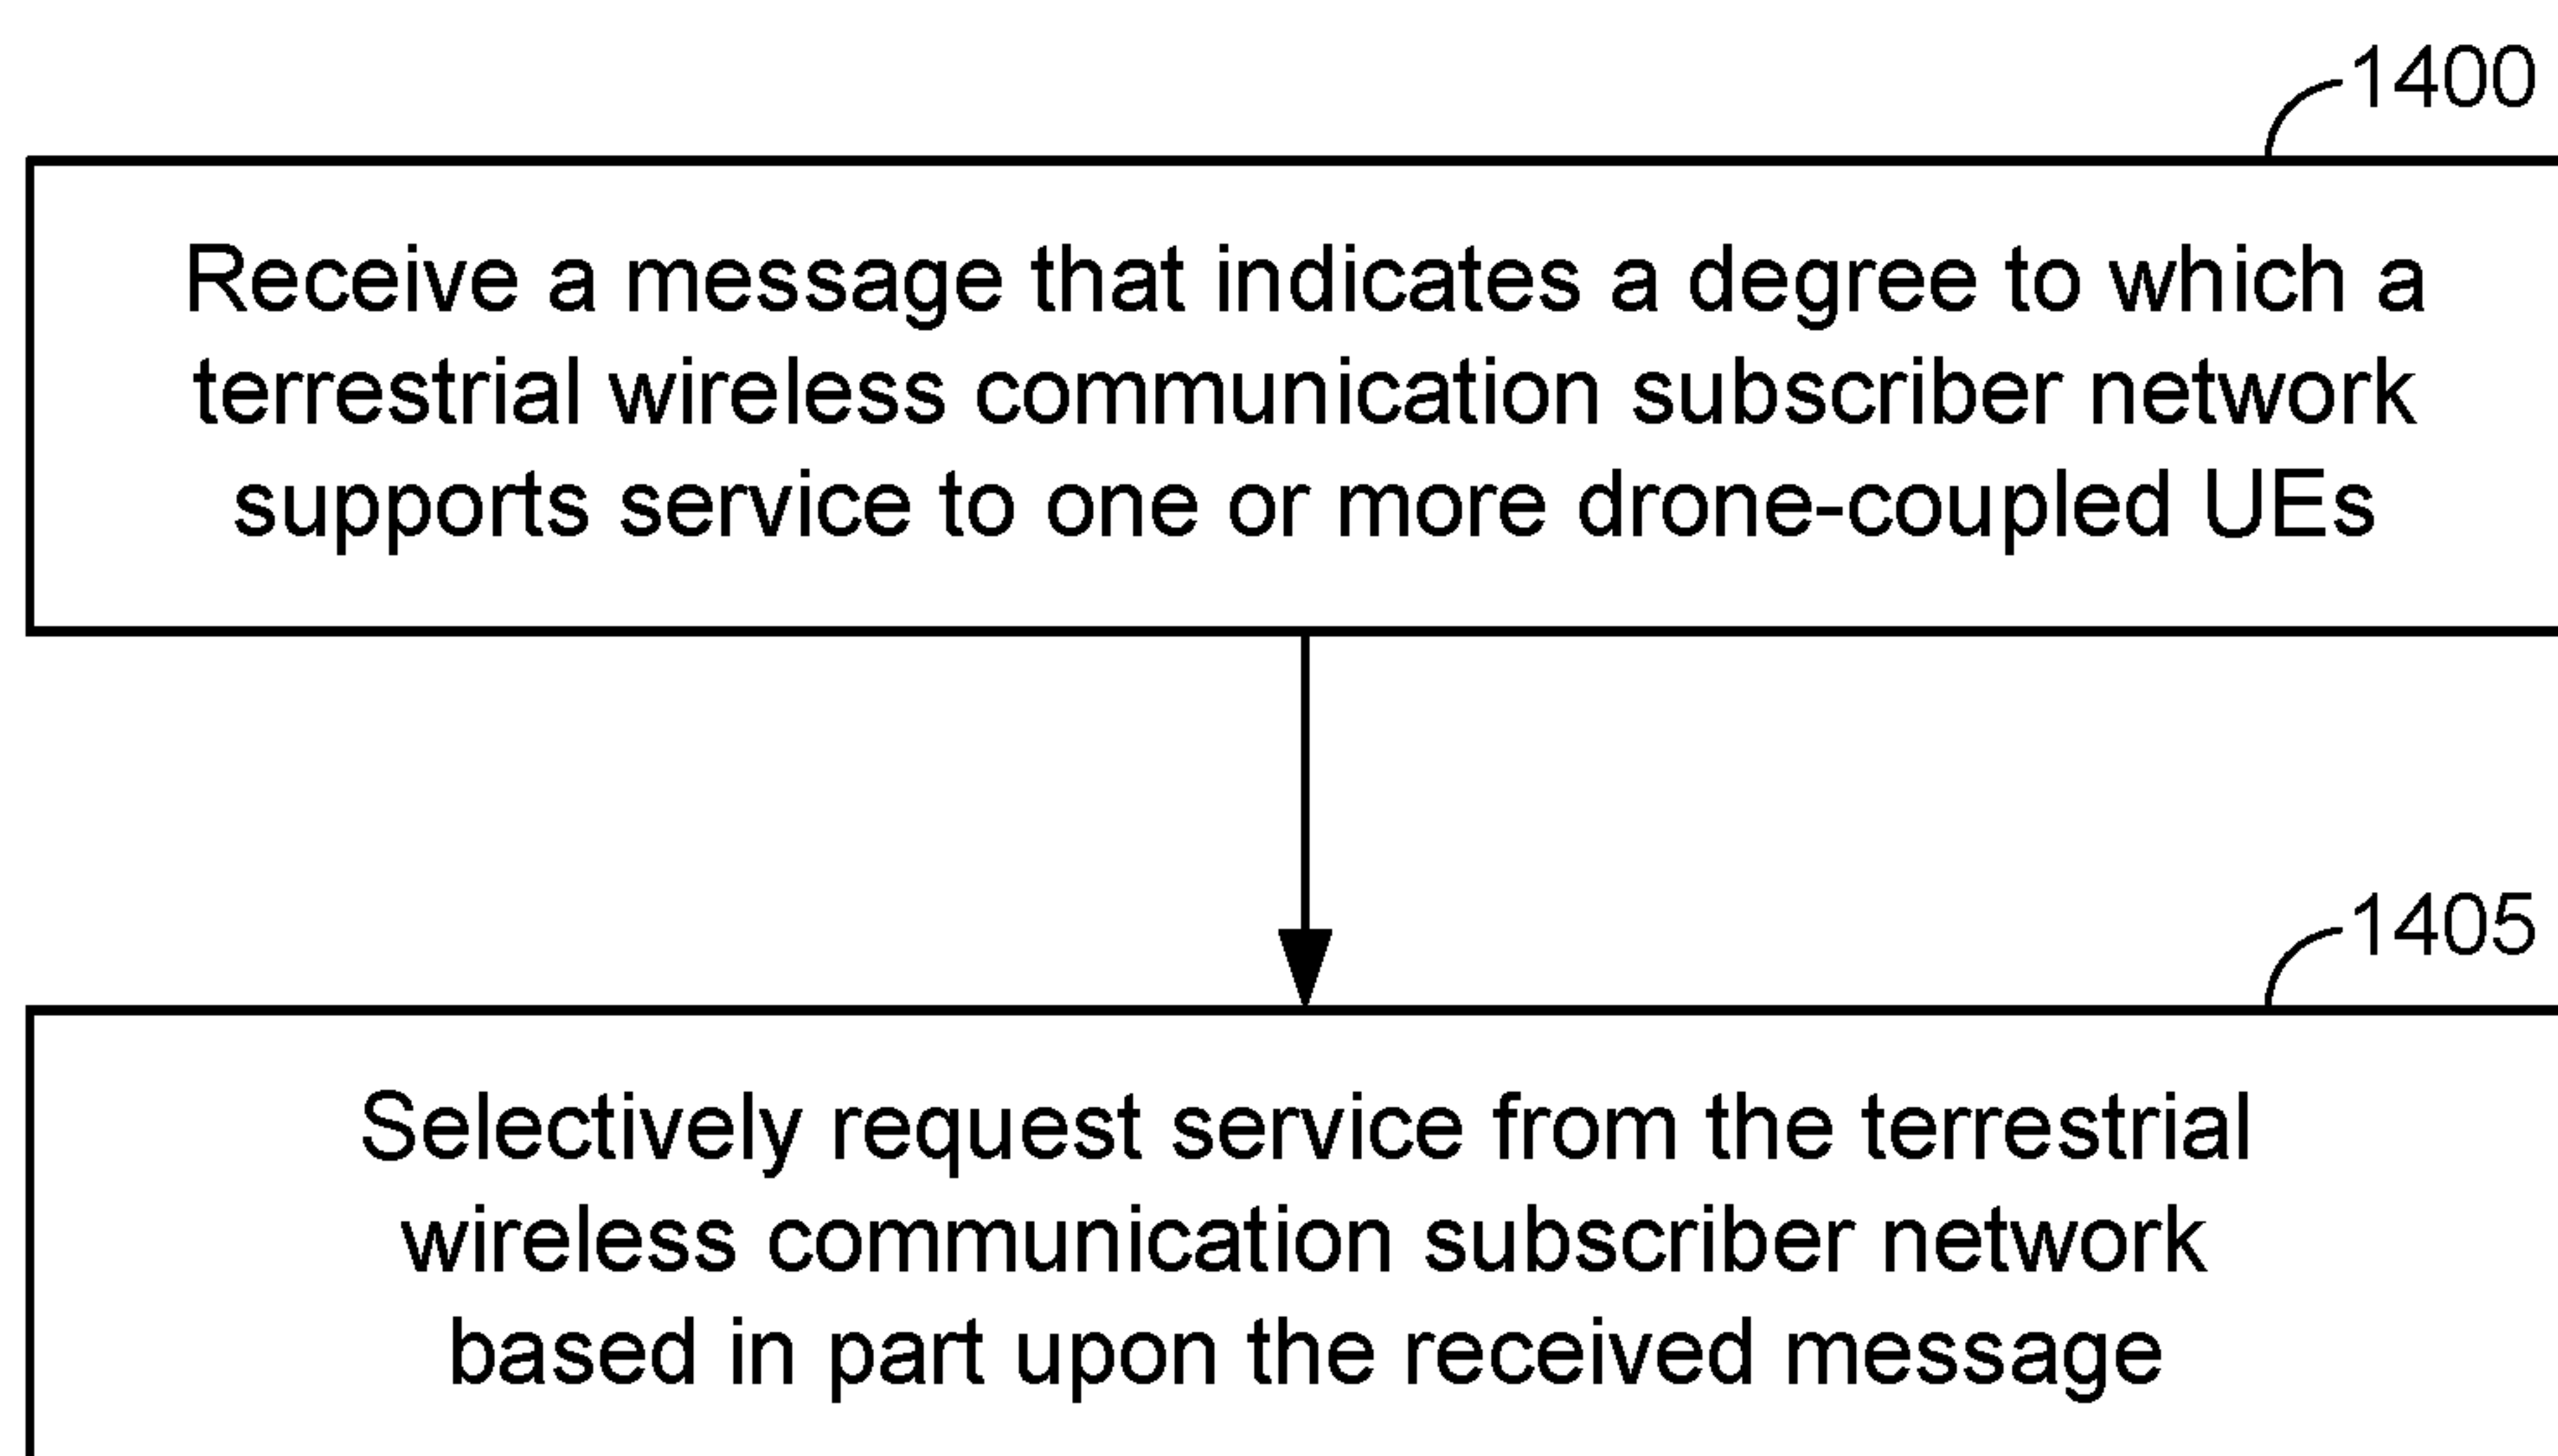 1400
Receive a message that indicates a degree to which a
terrestrial wireless communication subscriber network
supports service to one or more drone-coupled UEs
1405
Selectively request service from the terrestrial
wireless communication subscriber network
based in part upon the received message